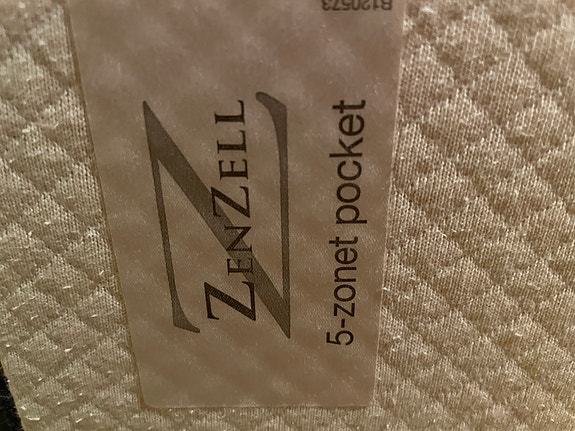 ZENZELL
5-zonet pocket
B120573